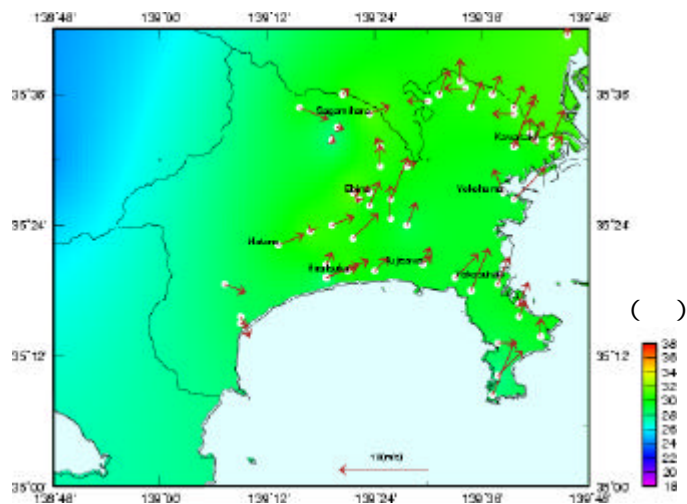 138˚48' 139˚00' 139˚12' 139˚24' 139˚36' 139˚48'
35˚36'
35˚36'
Sagamihara
Kawasaki
Ebina
Yokohama
35˚24'
35˚24'
Hadano
Hiratsuka
Fujisawa
Yokosuka
( )
35˚12'
35˚12'
38
36
34
32
30
28
26
24
22
20
18
10(m/s)
35˚00'
35˚00'
138˚48' 139˚00' 139˚12' 139˚24' 139˚36' 139˚48'